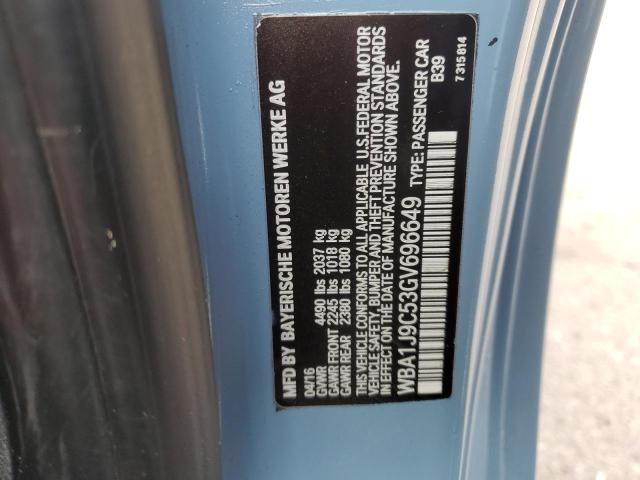 MFD BY BAYERISCHE MOTOREN WERKE AG
04/16
GVWR 4490 lbs 2037 kg
GAWR FRONT 2245 lbs 1018 kg
GAWR REAR 2380 lbs 1080 kg
THIS VEHICLE CONFORMS TO ALL APPLICABLE U.S. FEDERAL MOTOR
VEHICLE SAFETY, BUMPER AND THEFT PREVENTION STANDARDS
IN EFFECT ON THE DATE OF MANUFACTURE SHOWN ABOVE.
WBA1J9C53GV696649 TYPE: PASSENGER CAR
B39
7 315 814